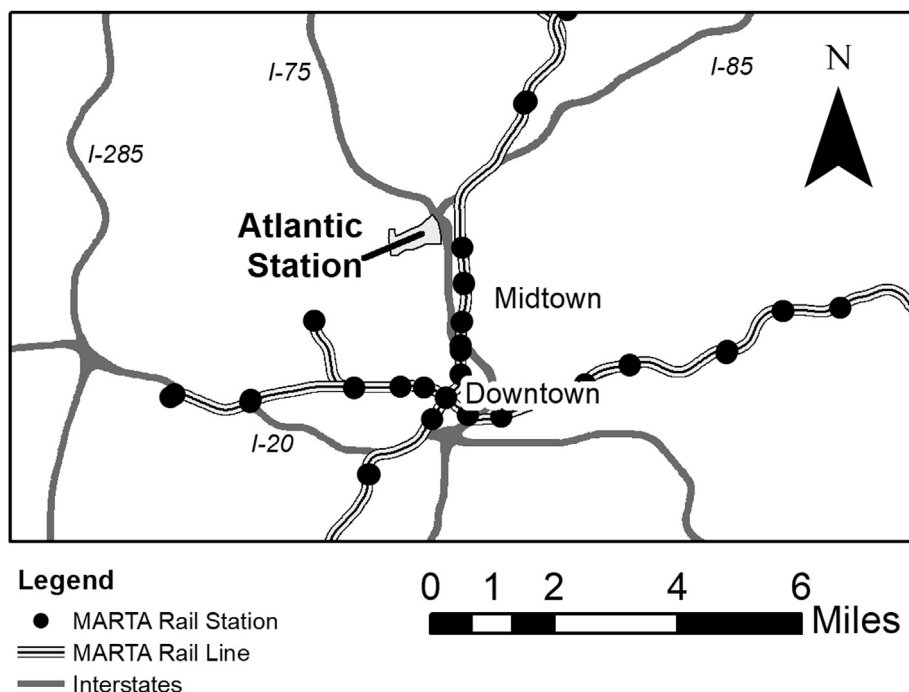 I-75
I-85
N
I-285
Atlantic
Station
Midtown
Downtown
I-20
Legend
MARTA Rail Station
MARTA Rail Line
Interstates
0 1 2 4 6
Miles